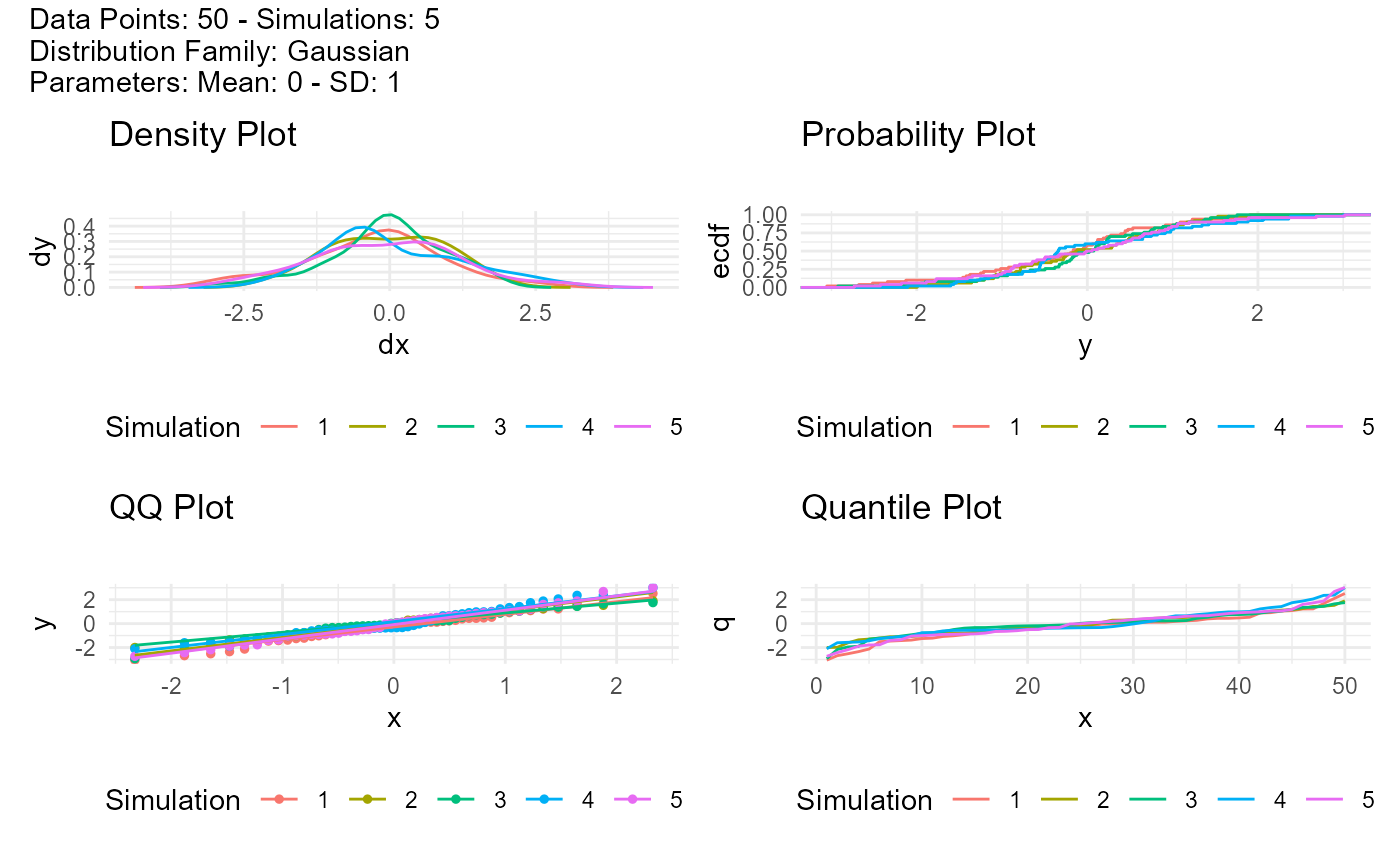 Data Points: 50 - Simulations: 5
Distribution Family: Gaussian
Parameters: Mean: 0 - SD: 1
Density Plot
dy
0.4
0.3
0.2
0.1
0.0
-2.5 0.0 2.5
dx
Simulation 1 2 3 4 5
Probability Plot
ecdf
1.00
0.75
0.50
0.25
0.00
-2 0 2
y
Simulation 1 2 3 4 5
QQ Plot
y
2
0
-2
-2 -1 0 1 2
x
Simulation 1 2 3 4 5
Quantile Plot
q
2
0
-2
0 10 20 30 40 50
x
Simulation 1 2 3 4 5